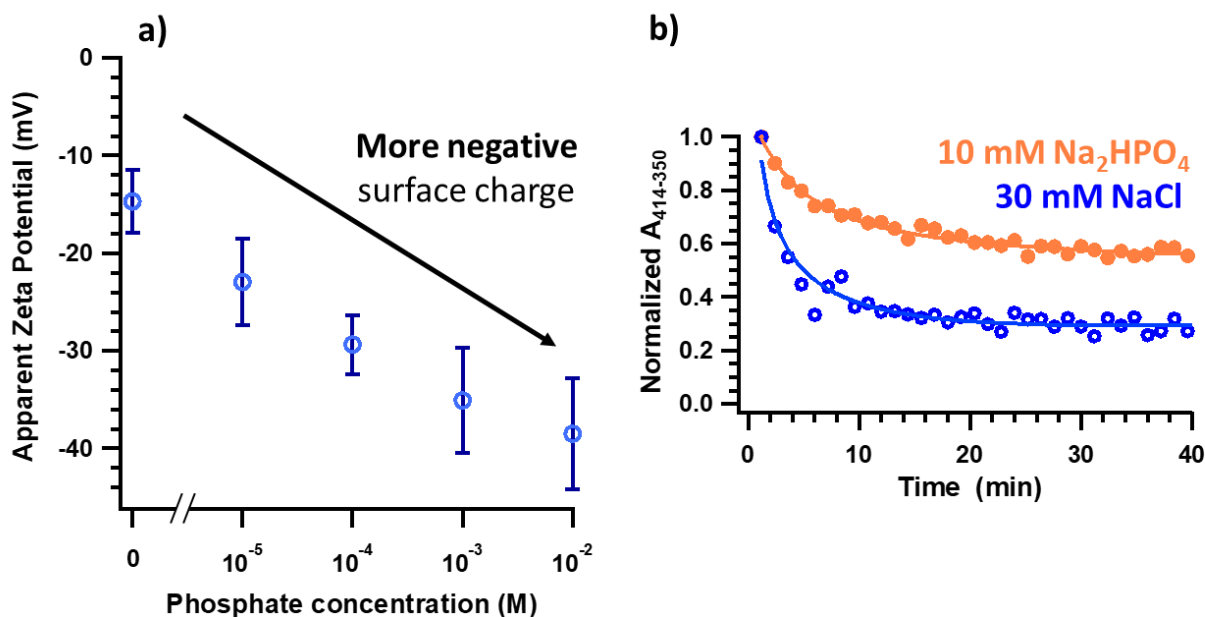 a)
0
-10
-20
-30
-40
Apparent Zeta Potential (mV)
More negative
surface charge
0
10⁻⁵
10⁻⁴
10⁻³
10⁻²
Phosphate concentration (M)
b)
1.0
0.8
0.6
0.4
0.2
0.0
Normalized A₄₁₄₋₃₅₀
10 mM Na₂HPO₄
30 mM NaCl
0
10
20
30
40
Time (min)